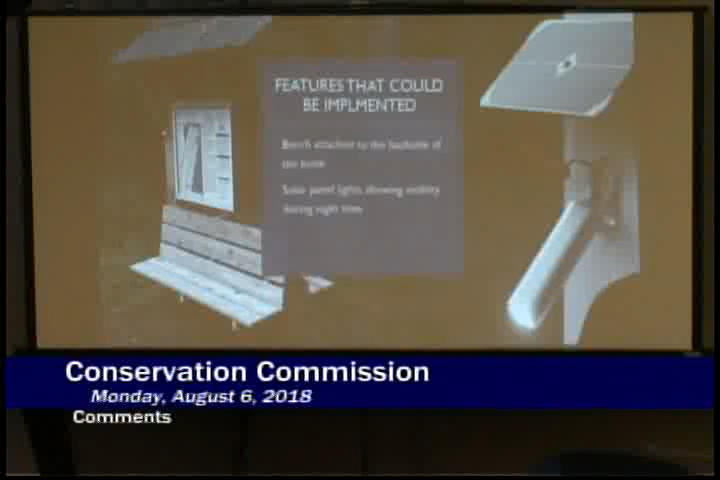 FEATURES THAT COULD
BE IMPLMENTED
Bench attached to the backside of
the kiosk
Solar panel lights allowing visibility
during night time
Conservation Commission
Monday, August 6, 2018
Comments